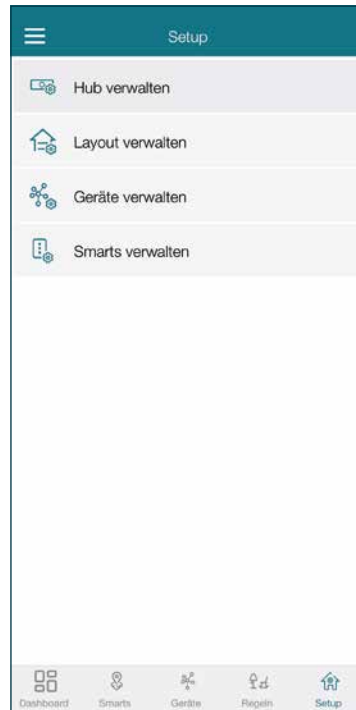 Setup
Hub verwalten
Layout verwalten
Geräte verwalten
Smarts verwalten
Dashboard Smarts Geräte Regeln Setup